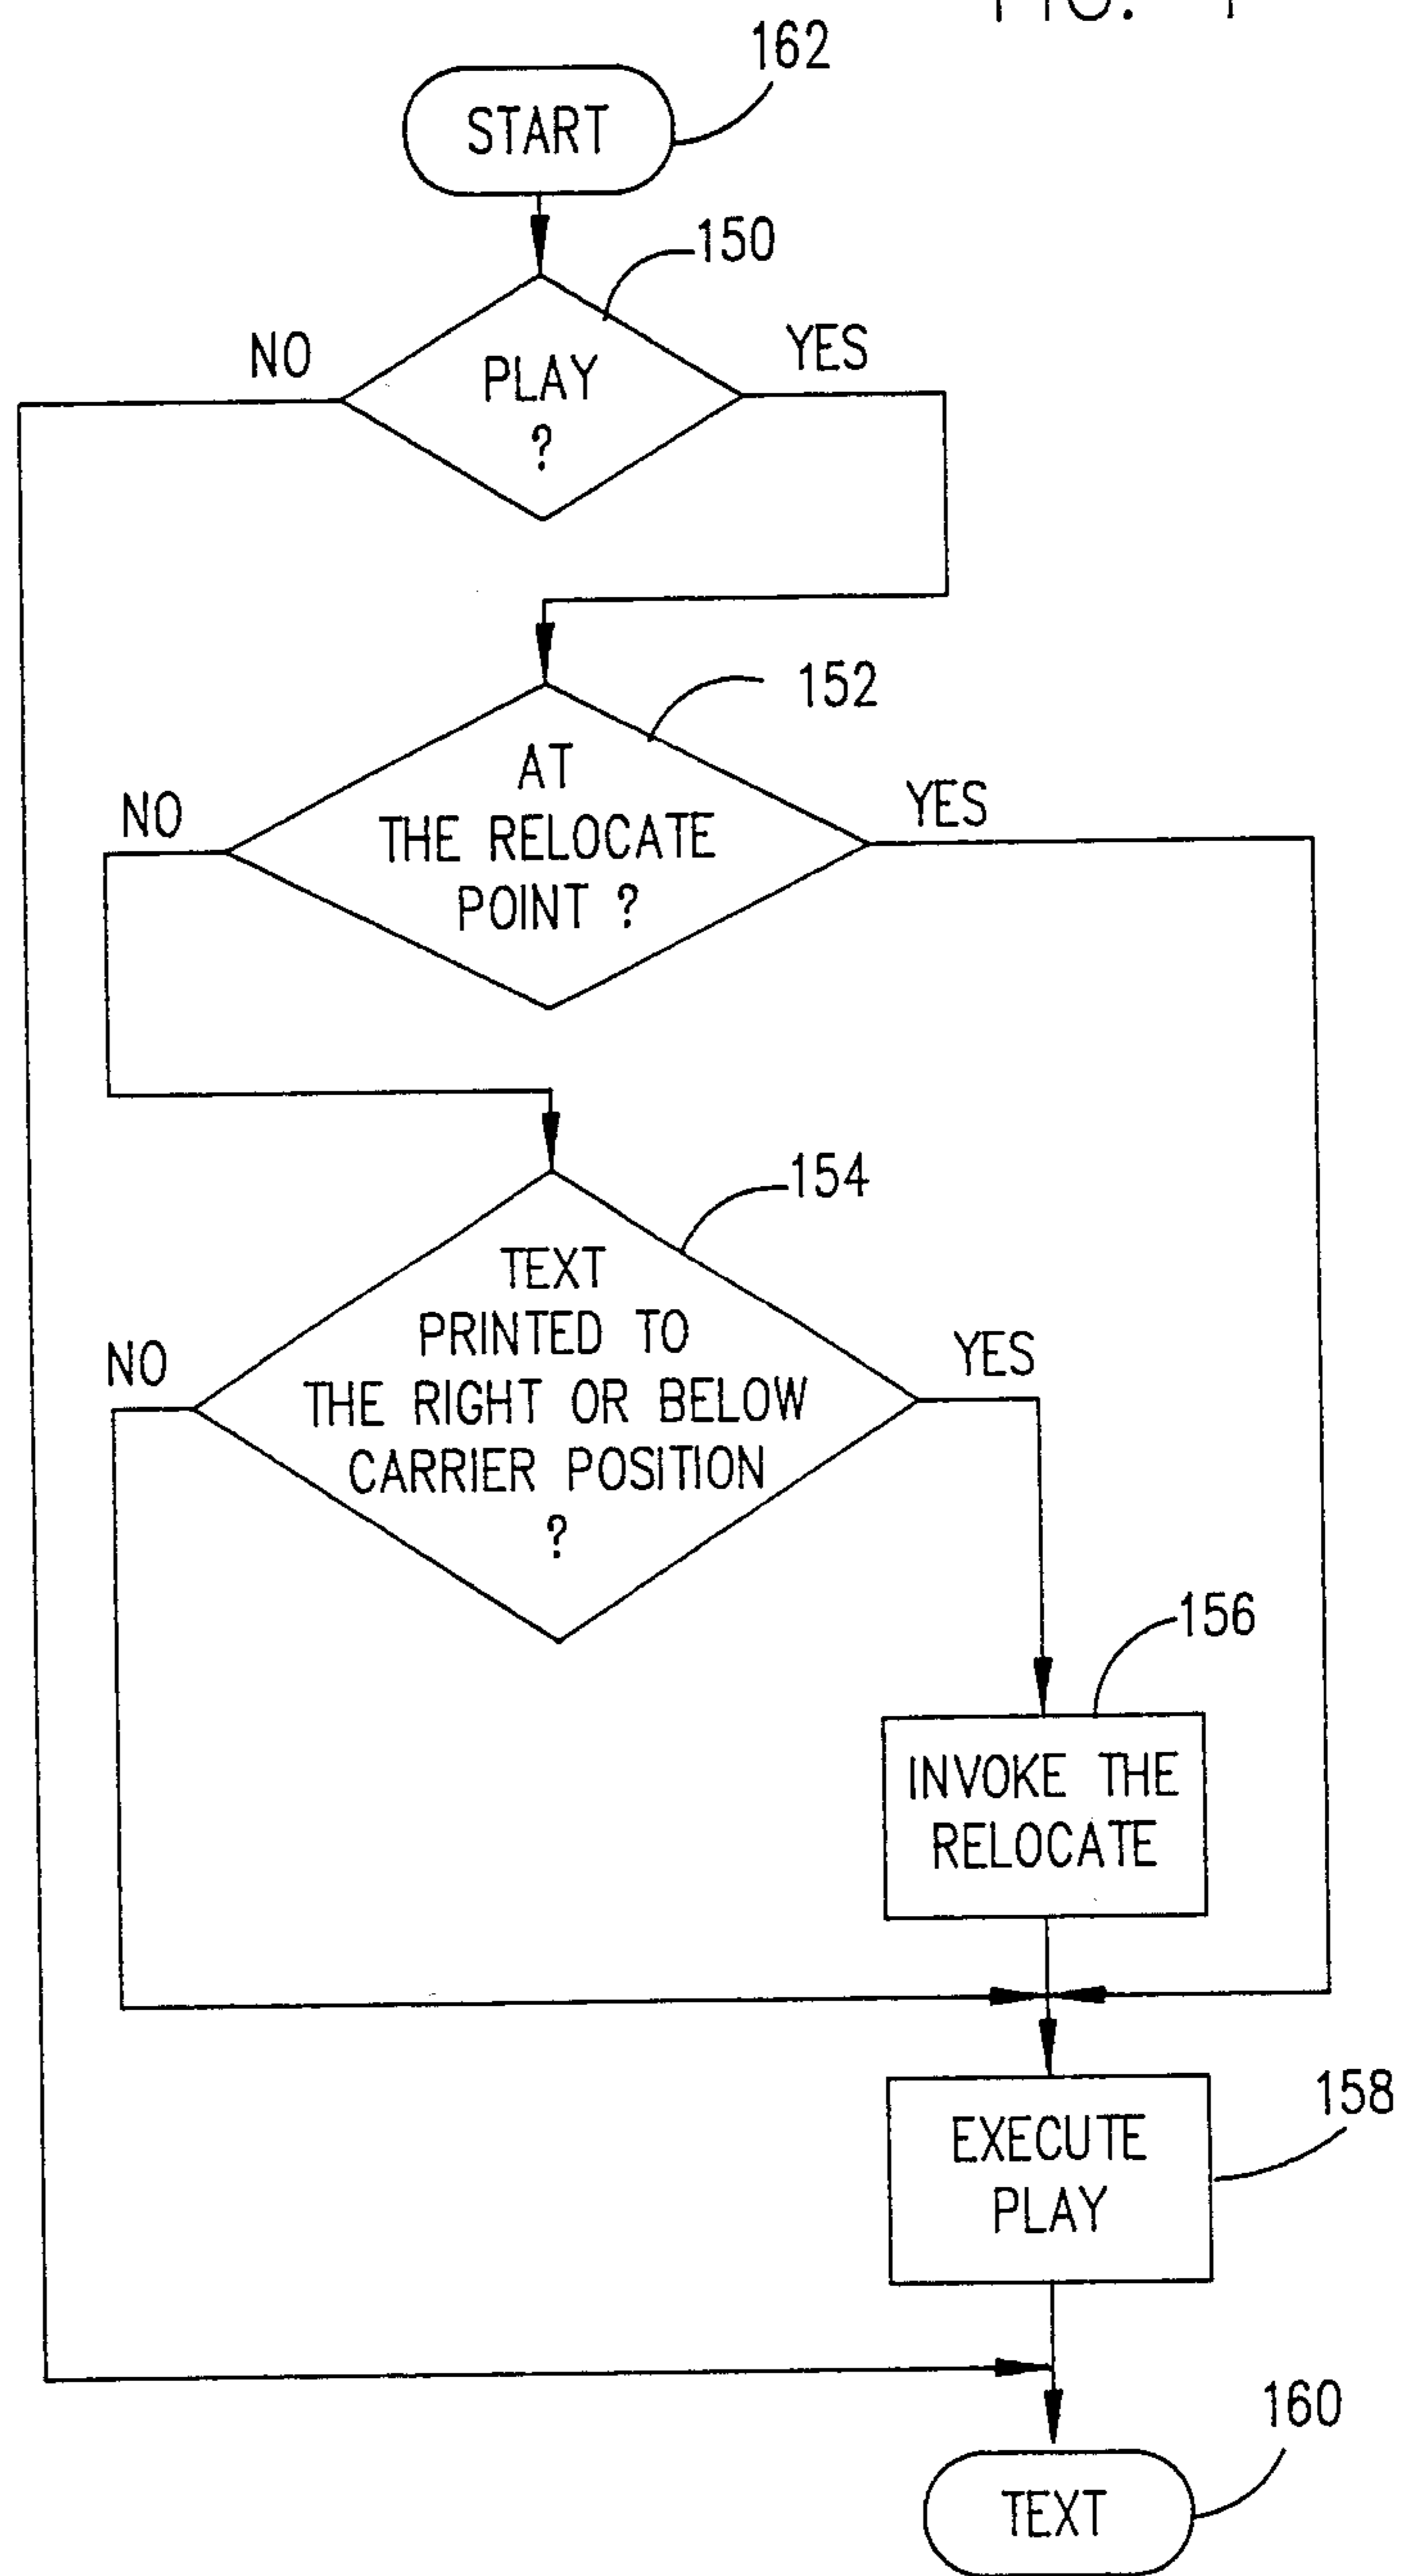 FIG.
162
START
150
NO
YES
PLAY
?
152
AT
THE RELOCATE
POINT ?
NO
YES
154
TEXT
PRINTED TO
THE RIGHT OR BELOW
CARRIER POSITION
?
NO
YES
156
INVOKE THE
RELOCATE
158
EXECUTE
PLAY
160
TEXT